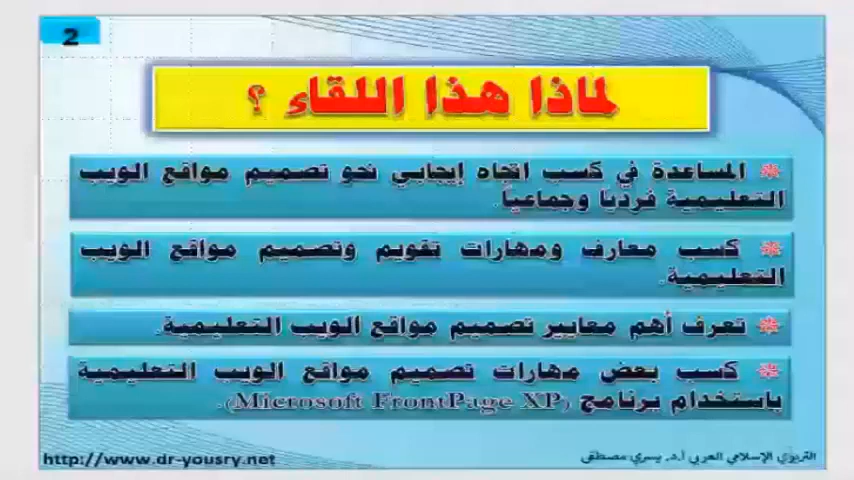 2
لماذا هذا اللقاء ؟
* المساعدة في كسب اتجاه إيجابي نحو تصميم مواقع الويب
التعليمية فردياً وجماعياً.
* كسب معارف ومهارات تقويم وتصميم مواقع الويب
التعليمية.
* تعرف أهم معايير تصميم مواقع الويب التعليمية.
* كسب بعض مهارات تصميم مواقع الويب التعليمية
باستخدام برنامج (Microsoft FrontPage XP).
التربوي الإسلامي العربي أ.د. يسري مصطفى
http://www.dr-yousry.net